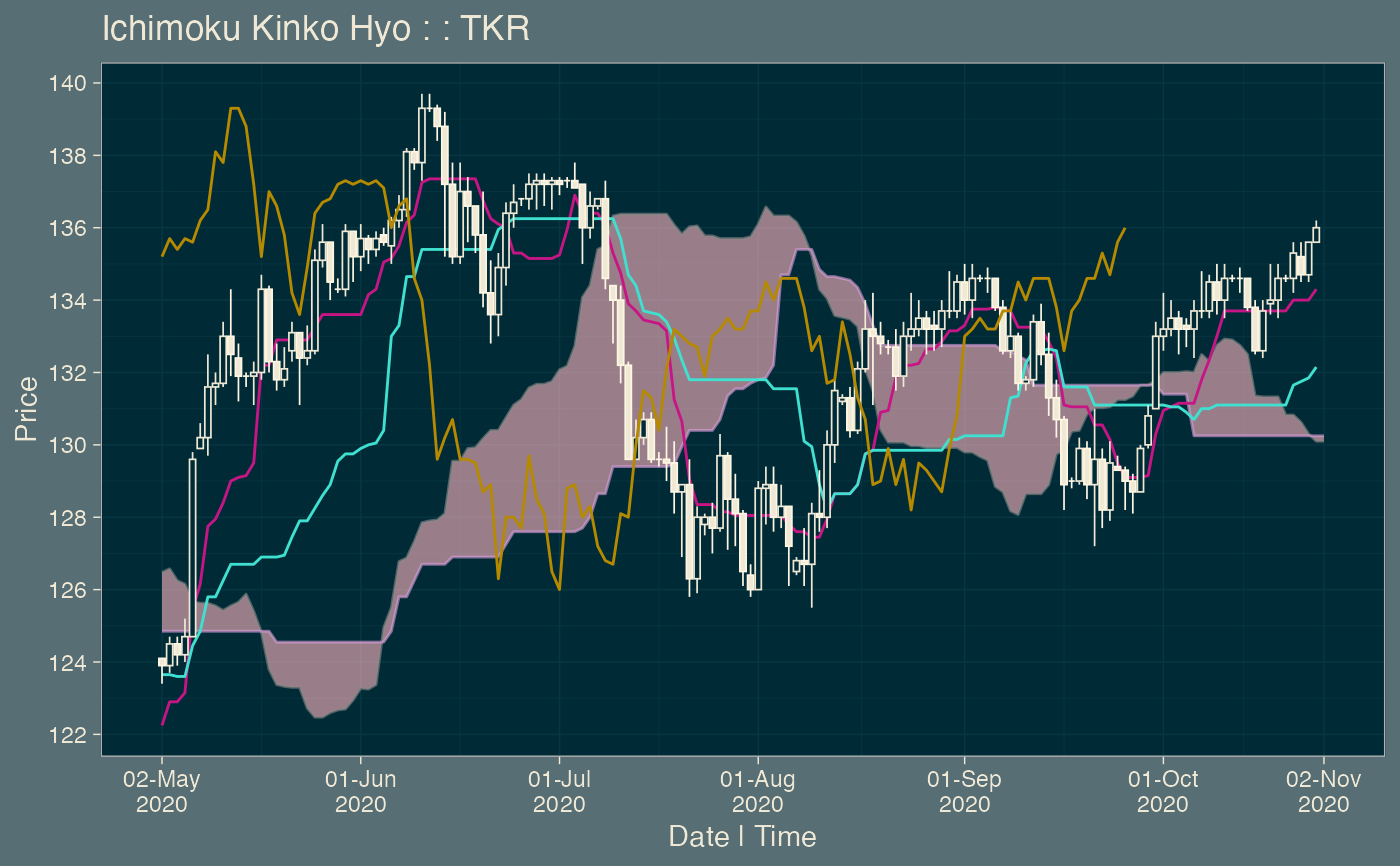 Ichimoku Kinko Hyo : : TKR
Price
140
138
136
134
132
130
128
126
124
122
02-May
2020
01-Jun
2020
01-Jul
2020
01-Aug
2020
01-Sep
2020
01-Oct
2020
02-Nov
2020
Date | Time